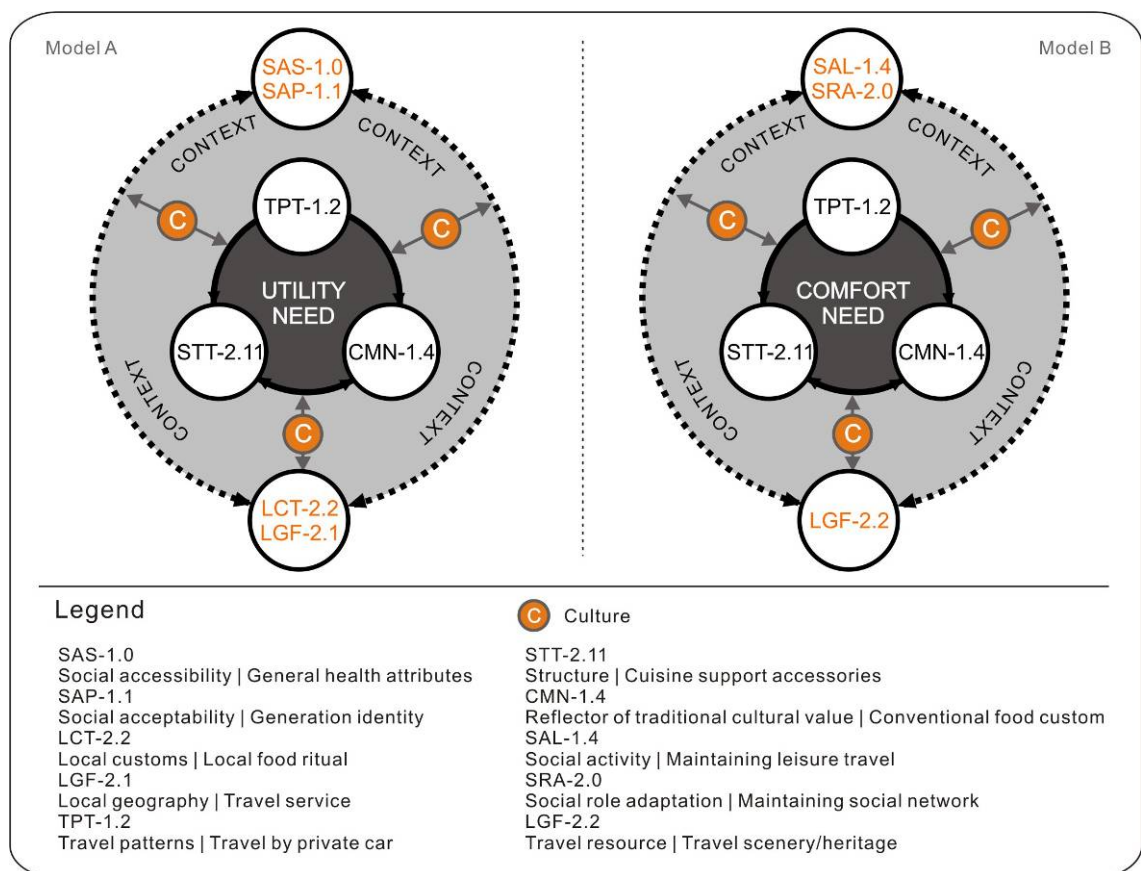 Model A
Model B
SAS-1.0
SAP-1.1
CONTEXT
CONTEXT
TPT-1.2
C
C
UTILITY
NEED
STT-2.11
CMN-1.4
CONTEXT
CONTEXT
C
LCT-2.2
LGF-2.1
SAL-1.4
SRA-2.0
CONTEXT
CONTEXT
TPT-1.2
C
C
COMFORT
NEED
STT-2.11
CMN-1.4
CONTEXT
CONTEXT
C
LGF-2.2
Legend
C Culture
SAS-1.0
Social accessibility | General health attributes
SAP-1.1
Social acceptability | Generation identity
LCT-2.2
Local customs | Local food ritual
LGF-2.1
Local geography | Travel service
TPT-1.2
Travel patterns | Travel by private car
STT-2.11
Structure | Cuisine support accessories
CMN-1.4
Reflector of traditional cultural value | Conventional food custom
SAL-1.4
Social activity | Maintaining leisure travel
SRA-2.0
Social role adaptation | Maintaining social network
LGF-2.2
Travel resource | Travel scenery/heritage